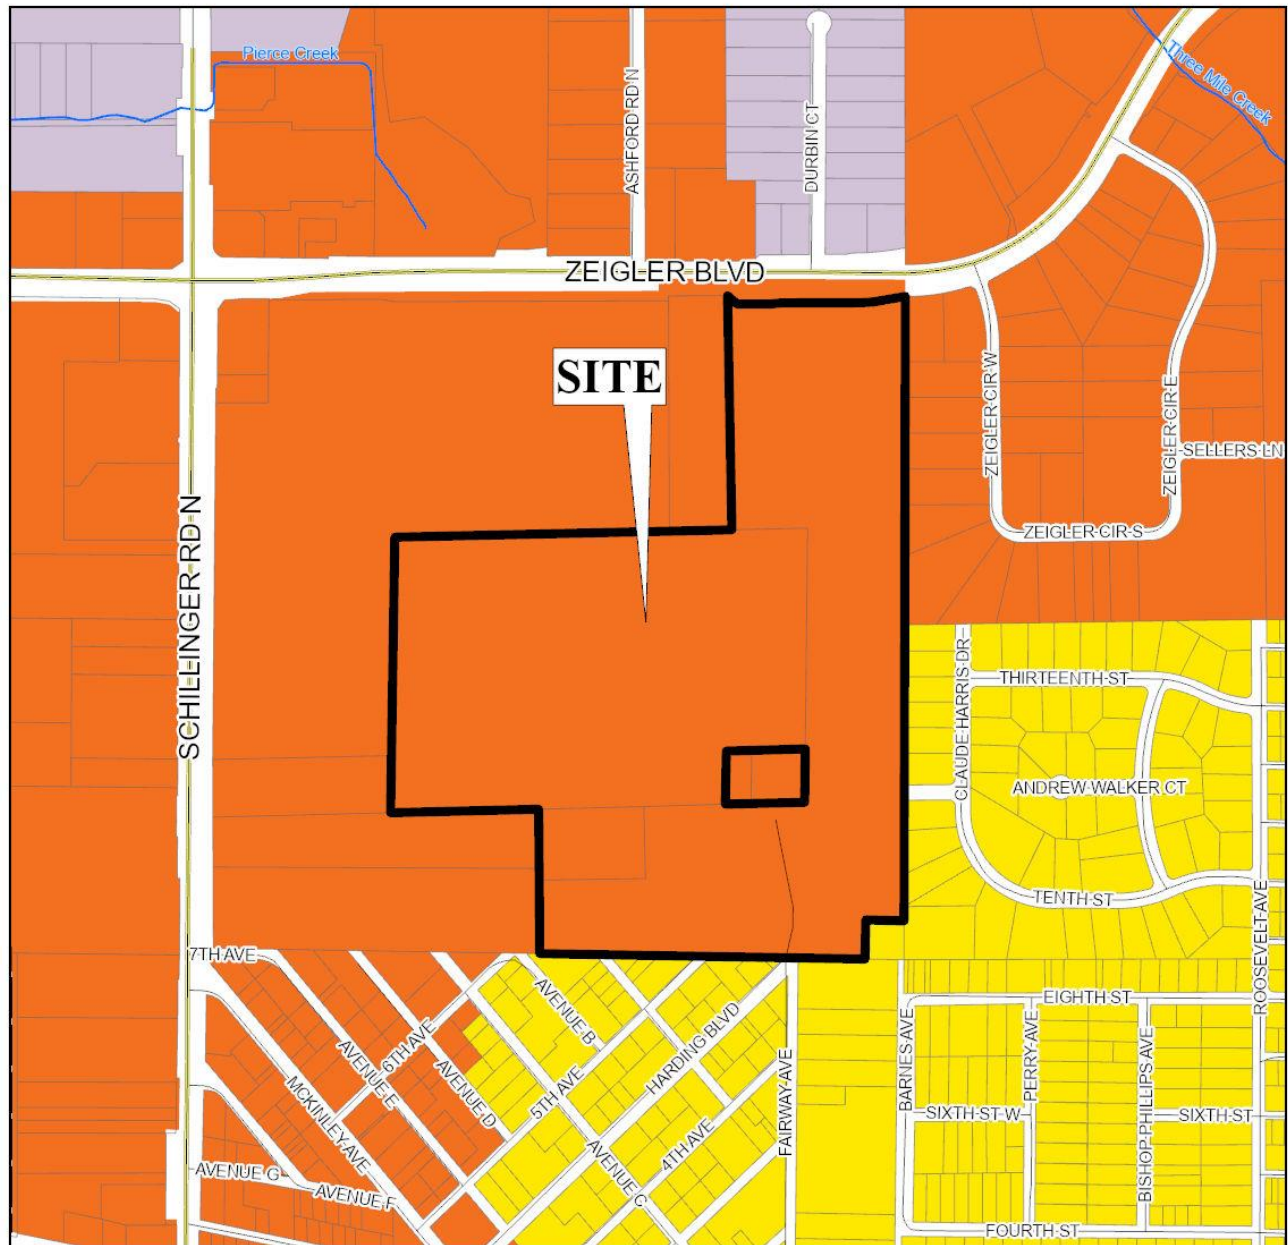 Pierce Creek
Three Mile Creek
ASHFORD RD N
DURBIN CT
ZEIGLER BLVD
SITE
ZEIGLER CIR W
ZEIGLER CIR E
SELLERS LN
ZEIGLER CIR S
SCHILLINGER RD N
CLAUDE HARRIS DR
THIRTEENTH ST
ANDREW WALKER CT
TENTH ST
ROOSEVELT AVE
7TH AVE
AVENUE B
6TH AVE
AVENUE E
AVENUE D
MCKINLEY AVE
5TH AVE
HARDING BLVD
4TH AVE
AVENUE C
FAIRWAY AVE
BARNES AVE
EIGHTH ST
PERRY AVE
BISHOP PHILLIPS AVE
SIXTH ST W
SIXTH ST
AVENUE G
AVENUE F
FOURTH ST